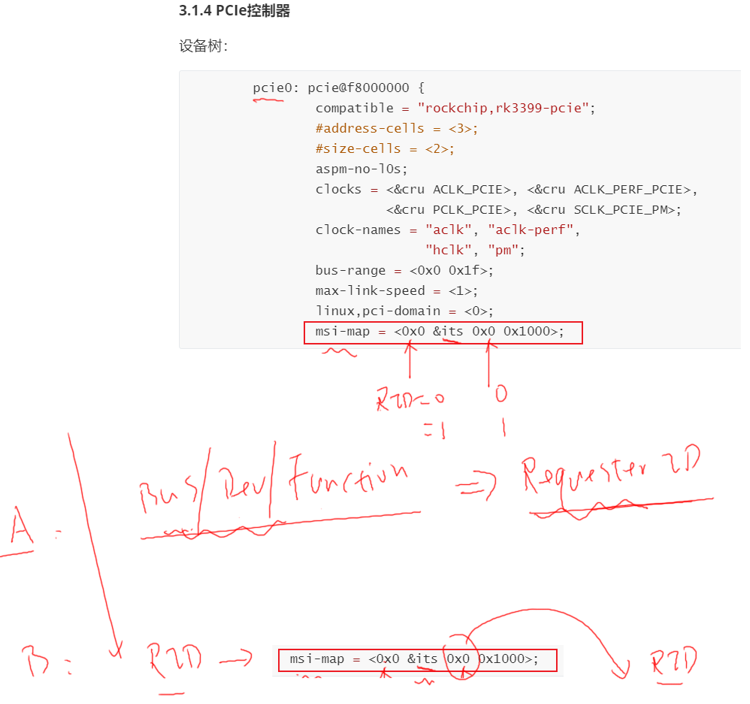 3.1.4 PCIe控制器
设备树:
pcie0: pcie@f8000000 {
compatible = "rockchip,rk3399-pcie";
#address-cells = <3>;
#size-cells = <2>;
aspm-no-l0s;
clocks = <&cru ACLK_PCIE>, <&cru ACLK_PERF_PCIE>,
<&cru PCLK_PCIE>, <&cru SCLK_PCIE_PM>;
clock-names = "aclk", "aclk-perf",
"hclk", "pm";
bus-range = <0x0 0x1f>;
max-link-speed = <1>;
linux,pci-domain = <0>;
msi-map = <0x0 &its 0x0 0x1000>;
RID=0 0
=1 1
A: Bus/Dev/Function => Requester ID
B: RID → msi-map = <0x0 &its 0x0 0x1000>; RID